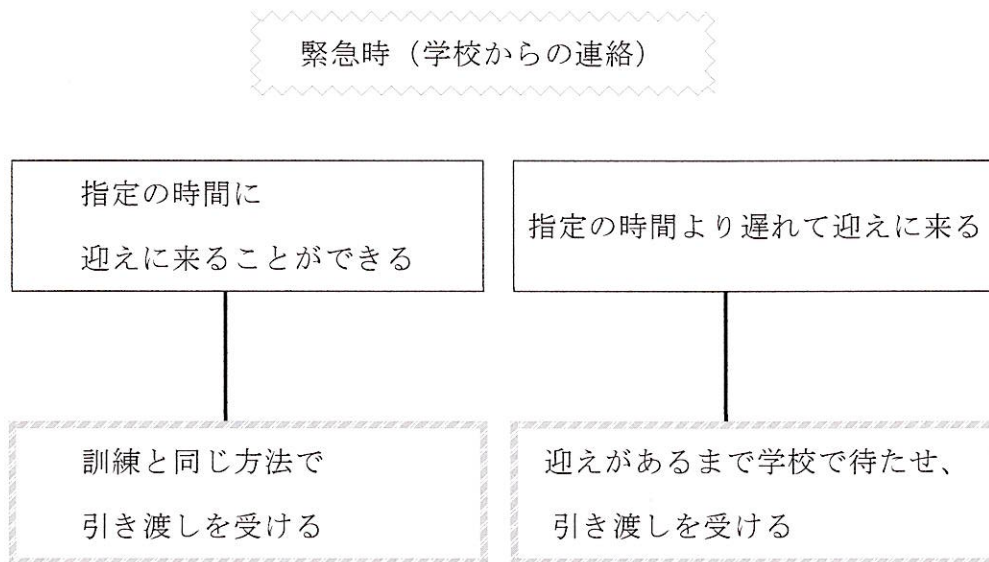 緊急時（学校からの連絡）
指定の時間に
迎えに来ることができる
指定の時間より遅れて迎えに来る
訓練と同じ方法で
引き渡しを受ける
迎えがあるまで学校で待たせ、
引き渡しを受ける